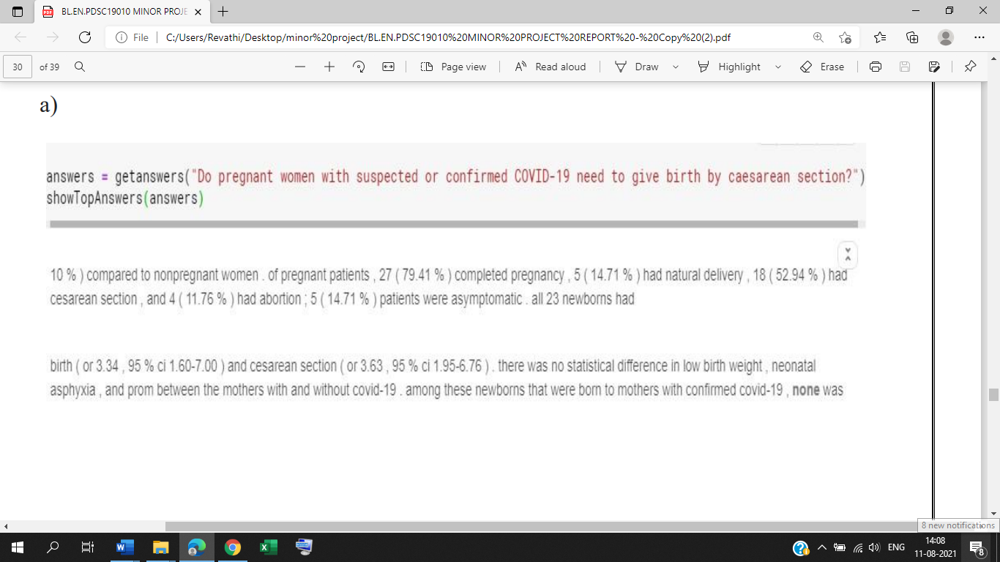 BL.EN.PDSC19010 MINOR PROJE
File
C:/Users/Revathi/Desktop/minor%20project/BL.EN.PDSC19010%20MINOR%20PROJECT%20REPORT%20-%20Copy%20(2).pdf
30 of 39
Page view
Read aloud
Draw
Highlight
Erase
a)
answers = getanswers("Do pregnant women with suspected or confirmed COVID-19 need to give birth by caesarean section?")
showTopAnswers(answers)
10 % ) compared to nonpregnant women . of pregnant patients , 27 ( 79.41 % ) completed pregnancy , 5 ( 14.71 % ) had natural delivery , 18 ( 52.94 % ) had
cesarean section , and 4 ( 11.76 % ) had abortion ; 5 ( 14.71 % ) patients were asymptomatic . all 23 newborns had
birth ( or 3.34 , 95 % ci 1.60-7.00 ) and cesarean section ( or 3.63 , 95 % ci 1.95-6.76 ) . there was no statistical difference in low birth weight , neonatal
asphyxia , and prom between the mothers with and without covid-19 . among these newborns that were born to mothers with confirmed covid-19 , none was
8 new notifications
ENG
14:08
11-08-2021
8